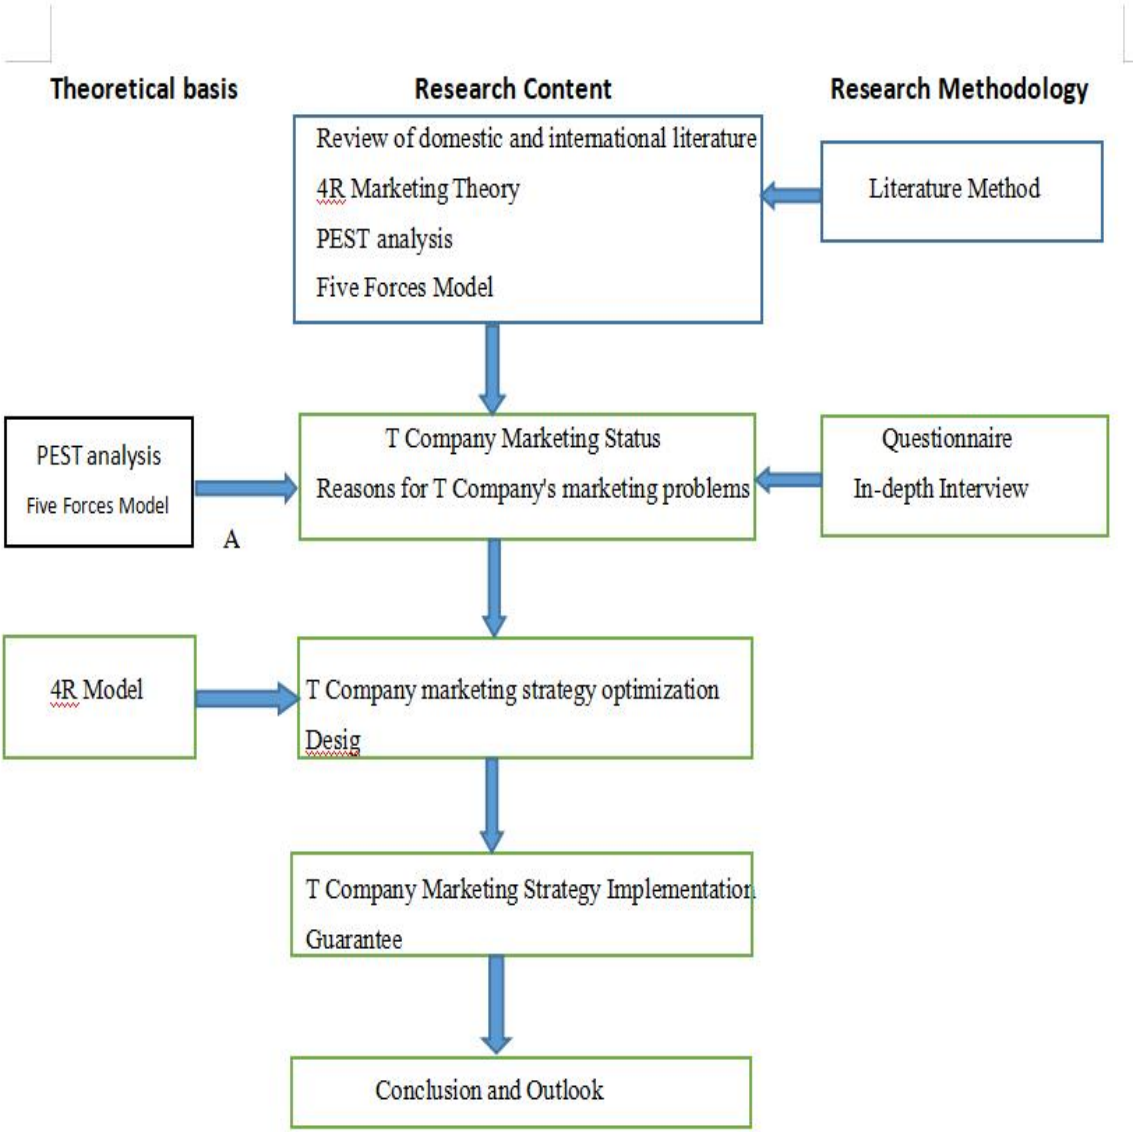 Theoretical basis
Research Content
Research Methodology
Review of domestic and international literature
4R Marketing Theory
PEST analysis
Five Forces Model
Literature Method
PEST analysis
Five Forces Model
A
T Company Marketing Status
Reasons for T Company's marketing problems
Questionnaire
In-depth Interview
4R Model
T Company marketing strategy optimization
Desig
T Company Marketing Strategy Implementation
Guarantee
Conclusion and Outlook